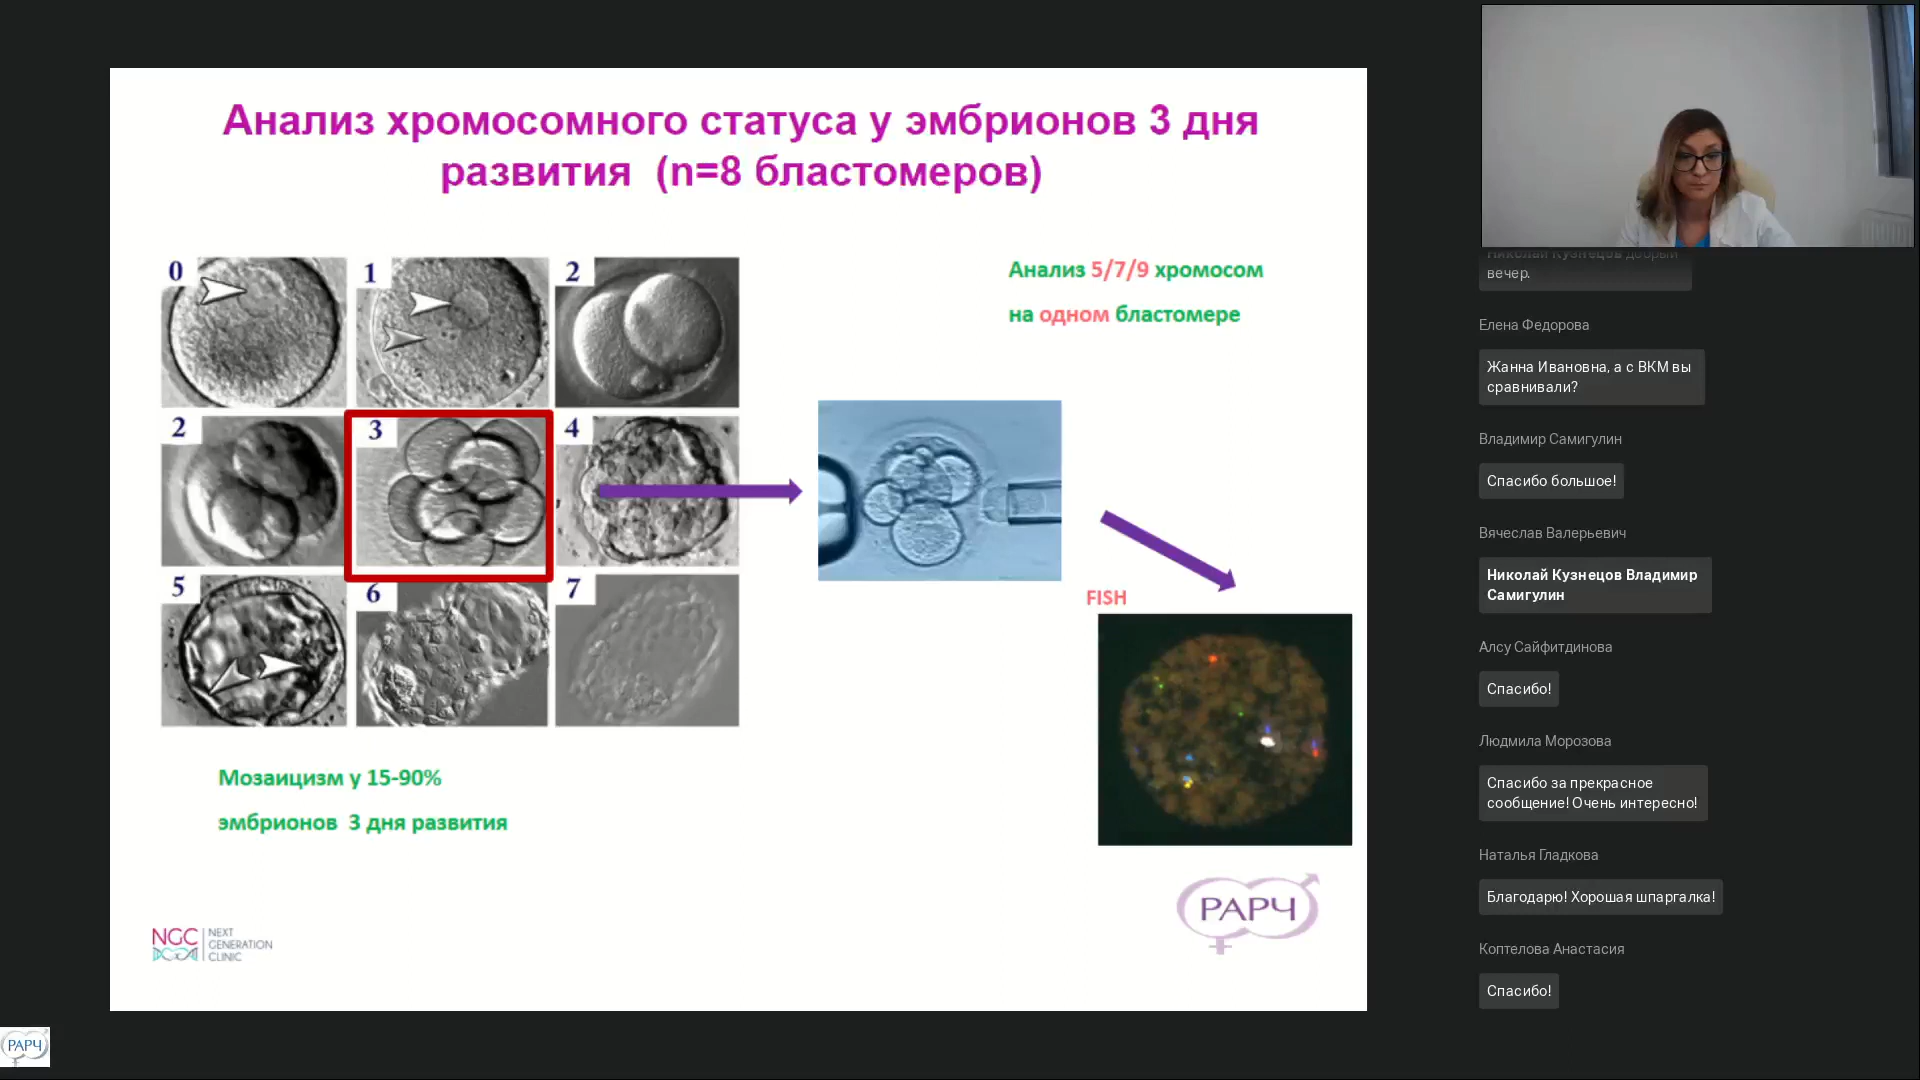 Анализ хромосомного статуса у эмбрионов 3 дня
развития (n=8 бластомеров)
0
1
2
Анализ 5/7/9 хромосом
на одном бластомере
2
3
4
FISH
5
6
7
Мозаицизм у 15-90%
эмбрионов 3 дня развития
NGC
NEXT
GENERATION
CLINIC
РАРЧ
РАРЧ
Николай Кузнецов добрый
вечер.
Елена Федорова
Жанна Ивановна, а с ВКМ вы
сравнивали?
Владимир Самигулин
Спасибо большое!
Вячеслав Валерьевич
Николай Кузнецов Владимир
Самигулин
Алсу Сайфитдинова
Спасибо!
Людмила Морозова
Спасибо за прекрасное
сообщение! Очень интересно!
Наталья Гладкова
Благодарю! Хорошая шпаргалка!
Коптелова Анастасия
Спасибо!